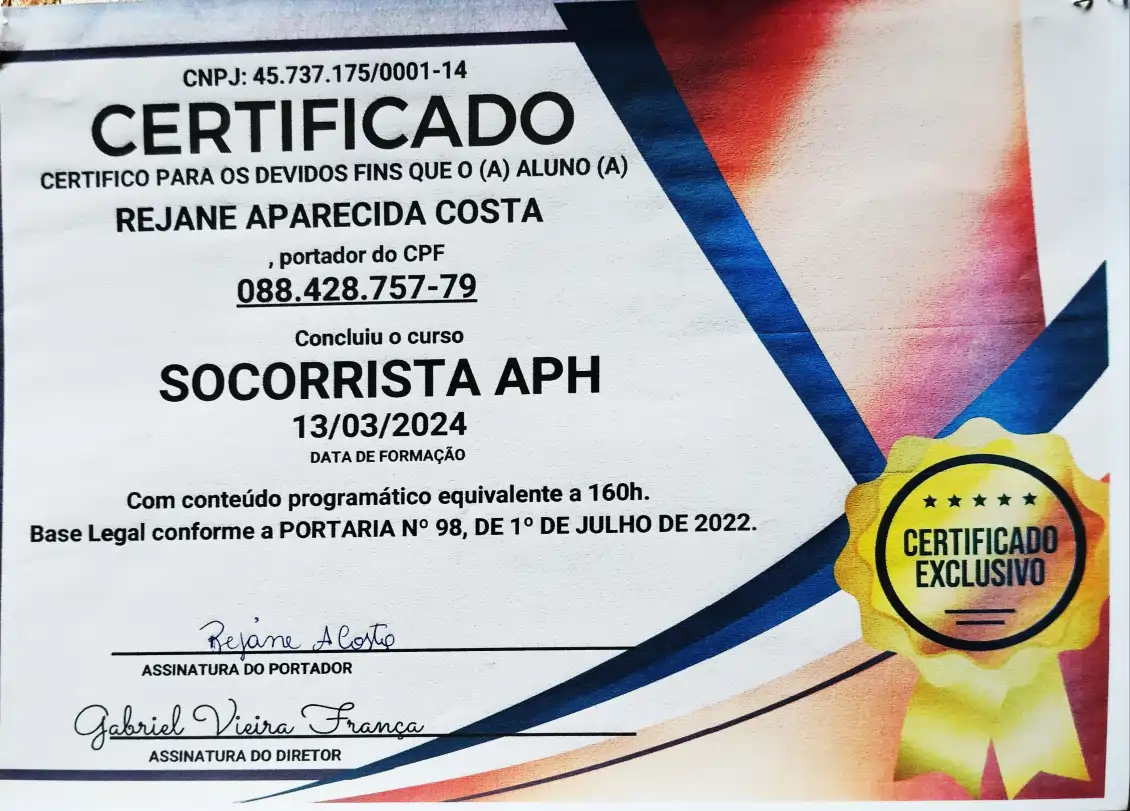 CNPJ: 45.737.175/0001-14
CERTIFICADO
CERTIFICO PARA OS DEVIDOS FINS QUE O (A) ALUNO (A)
REJANE APARECIDA COSTA
, portador do CPF
088.428.757-79
Concluiu o curso
SOCORRISTA APH
13/03/2024
DATA DE FORMAÇÃO
Com conteúdo programático equivalente a 160h.
Base Legal conforme a PORTARIA Nº 98, DE 1º DE JULHO DE 2022.
Rejane A Costa
ASSINATURA DO PORTADOR
Gabriel Vieira França
ASSINATURA DO DIRETOR
CERTIFICADO
EXCLUSIVO